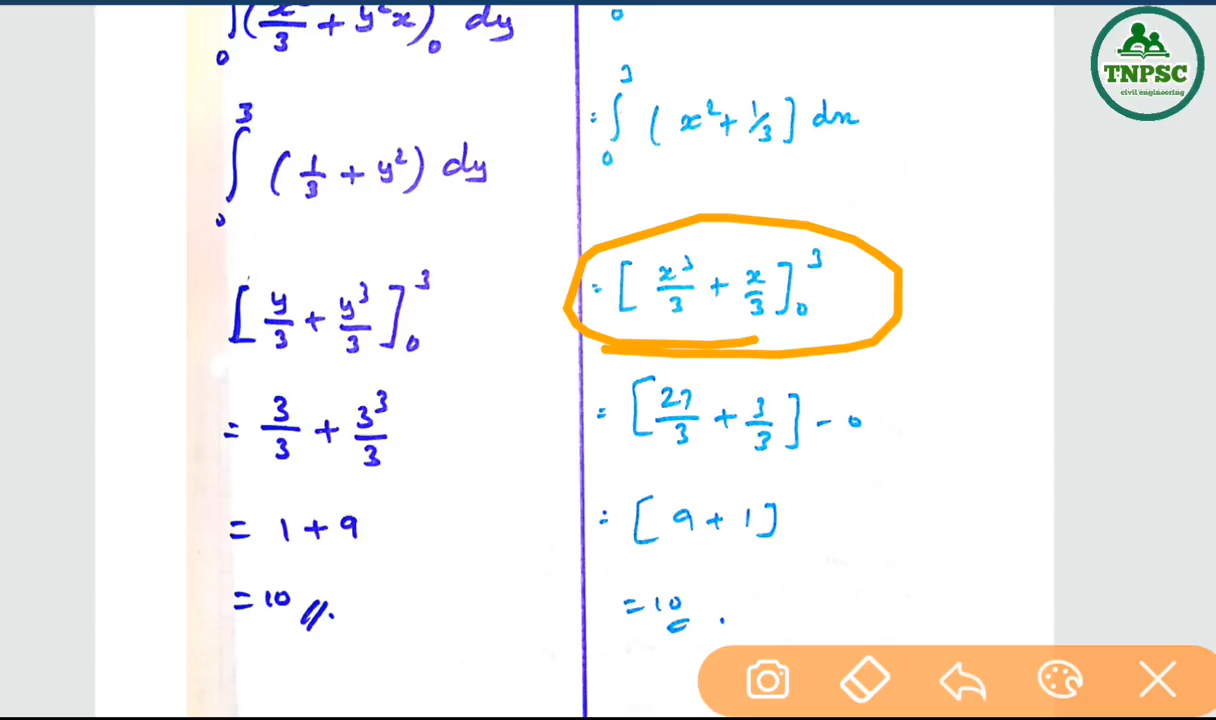 ∫₀ (x³/3 + y²x)₀ dy
∫₀³ (1/3 + y²) dy
[y/3 + y³/3]₀³
= 3/3 + 3³/3
= 1 + 9
= 10 //.
0
= ∫₀³ (x² + 1/3] dx
= [x³/3 + x/3]₀³
= [27/3 + 3/3] - 0
= [9 + 1]
= 10
TNPSC
civil engineering